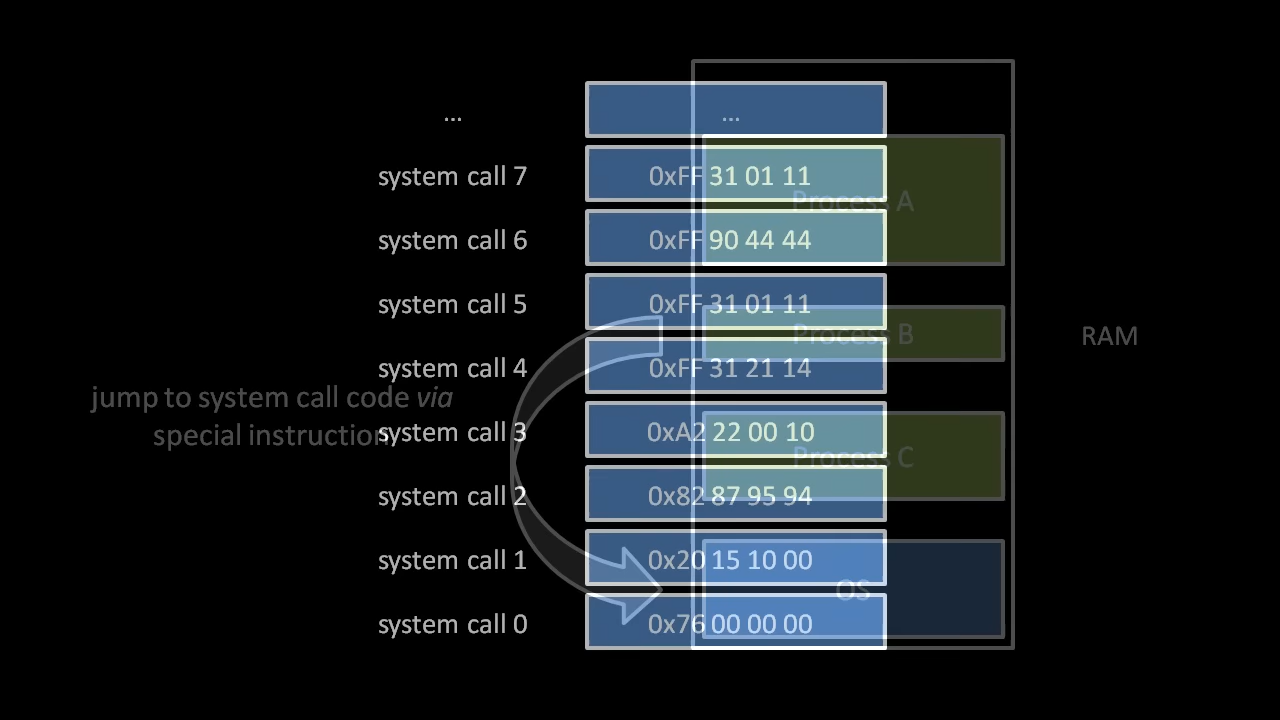 ... ...
system call 7 0xFF 31 01 11
Process A
system call 6 0xFF 90 44 44
system call 5 0xFF 31 01 11
Process B
RAM
system call 4 0xFF 31 21 14
jump to system call code via
special instruction
system call 3 0xA2 22 00 10
Process C
system call 2 0x82 87 95 94
system call 1 0x20 15 10 00
OS
system call 0 0x76 00 00 00